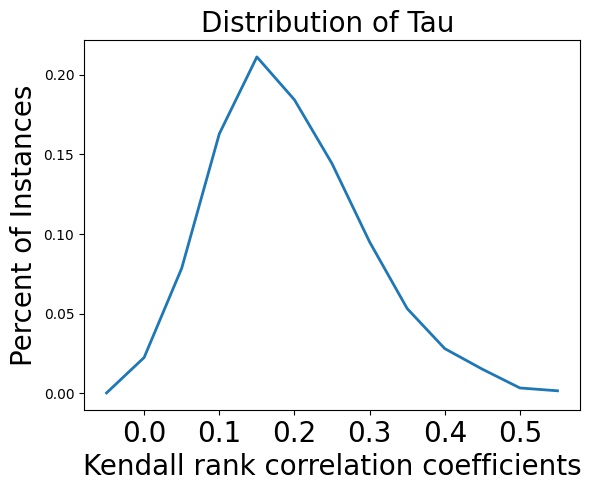 Distribution of Tau
Percent of Instances
0.20
0.15
0.10
0.05
0.00
0.0 0.1 0.2 0.3 0.4 0.5
Kendall rank correlation coefficients